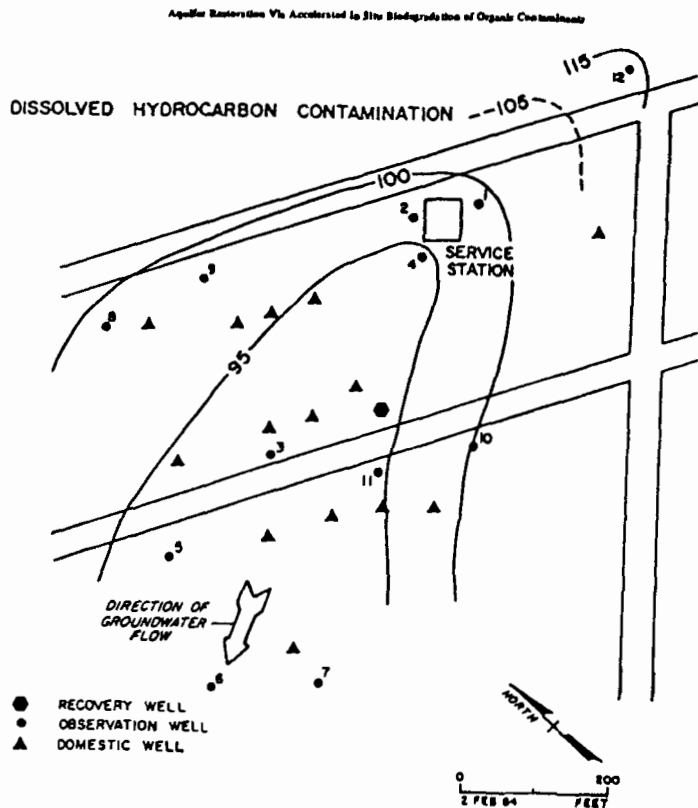 Aquifer Restoration Via Accelerated In Situ Biodegradation of Organic Contaminants
115
12
DISSOLVED HYDROCARBON CONTAMINATION
105
100
1
2
SERVICE
STATION
4
9
8
95
3
10
11
5
DIRECTION OF
GROUNDWATER
FLOW
6
7
RECOVERY WELL
OBSERVATION WELL
DOMESTIC WELL
NORTH
0
200
2 FEB 84
FEET